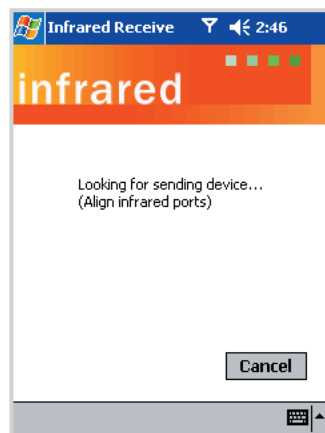 Infrared Receive 2:46
infrared
Looking for sending device...
(Align infrared ports)
Cancel